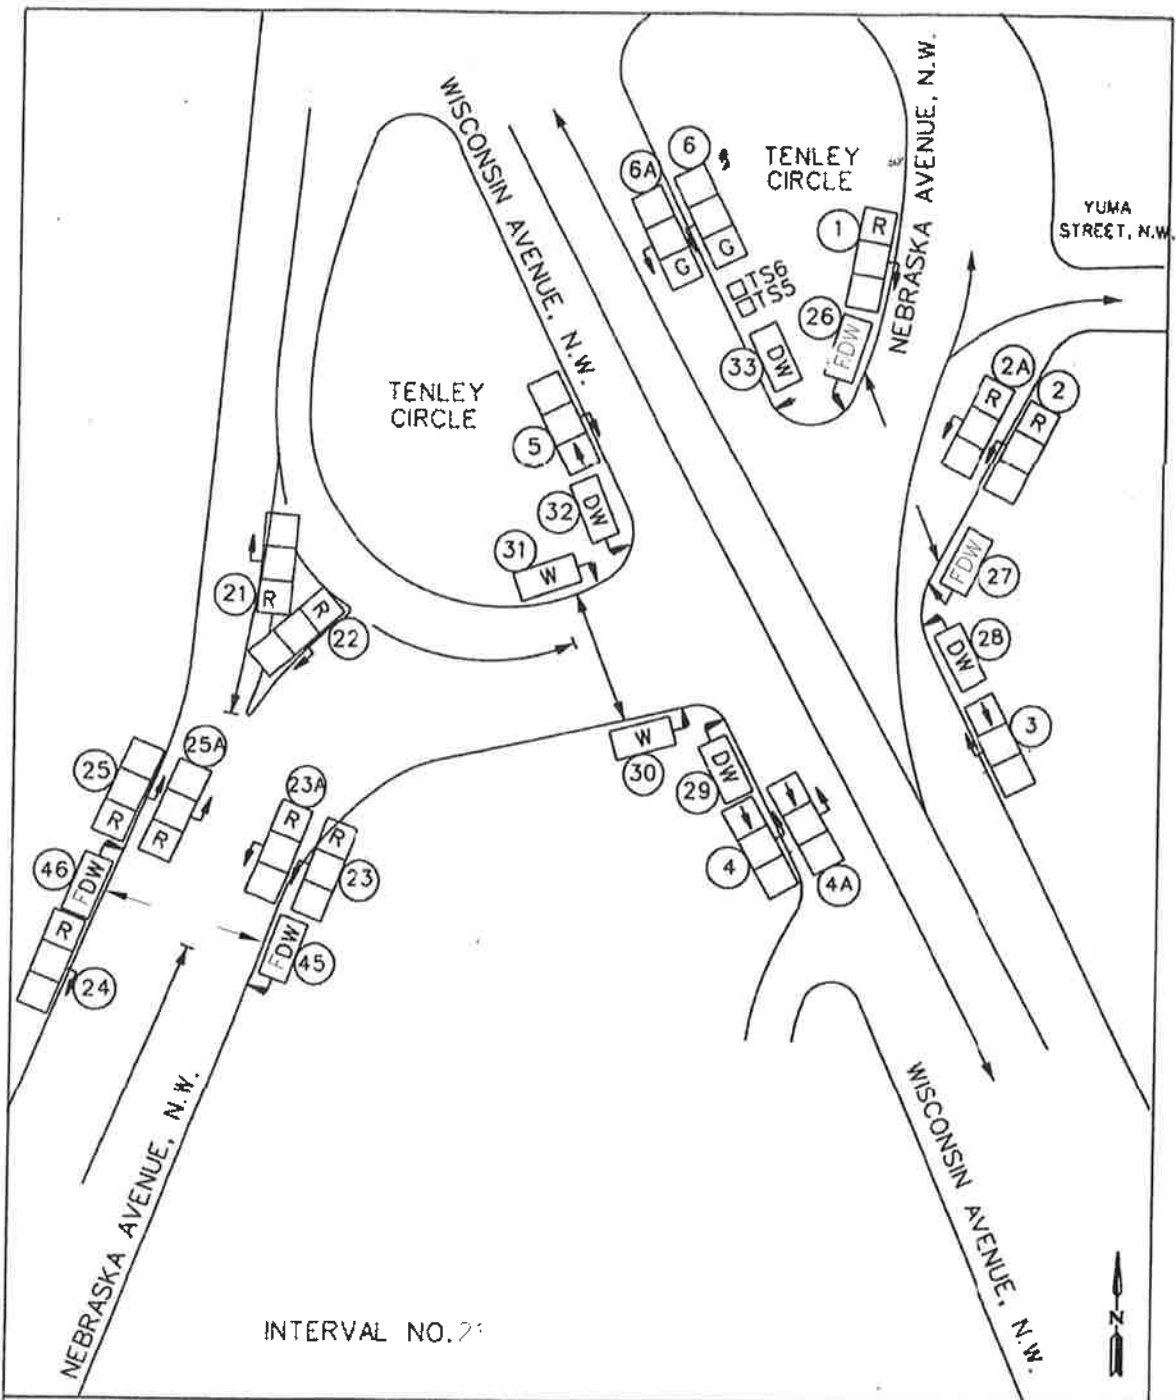 WISCONSIN AVENUE, N.W.
TENLEY
CIRCLE
NEBRASKA AVENUE, N.W.
YUMA
STREET, N.W.
6A
6
G
G
TS6
TS5
1
R
26
FDW
33
DW
2A
R
2
R
TENLEY
CIRCLE
5
32
DW
31
W
27
FDW
28
DW
3
21
R
22
R
25
R
25A
R
23A
R
23
R
30
W
29
DW
4
4A
46
FDW
24
R
45
FDW
NEBRASKA AVENUE, N.W.
WISCONSIN AVENUE, N.W.
N
INTERVAL NO.